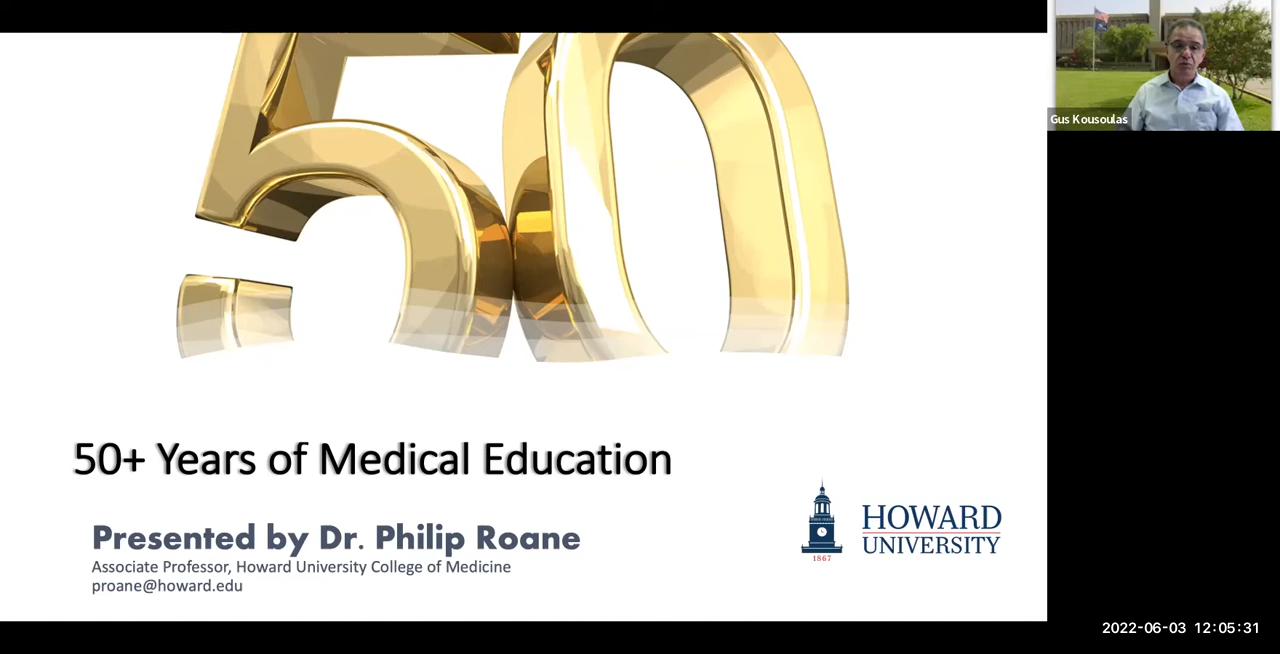 50
Gus Kousoulas
50+ Years of Medical Education
Presented by Dr. Philip Roane
Associate Professor, Howard University College of Medicine
proane@howard.edu
HOWARD
UNIVERSITY
1867
2022-06-03 12:05:31